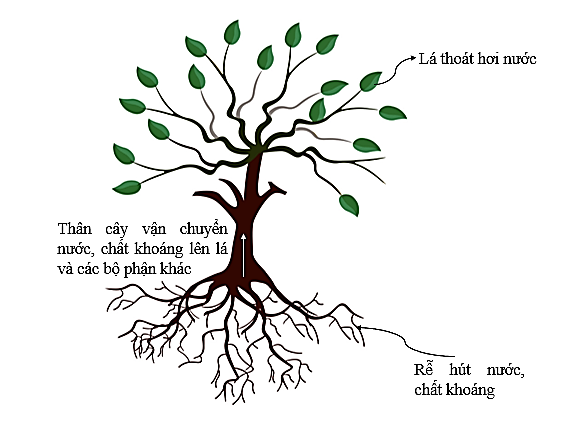 Lá thoát hơi nước
Thân cây vận chuyển
nước, chất khoáng lên lá
và các bộ phận khác
Rễ hút nước,
chất khoáng